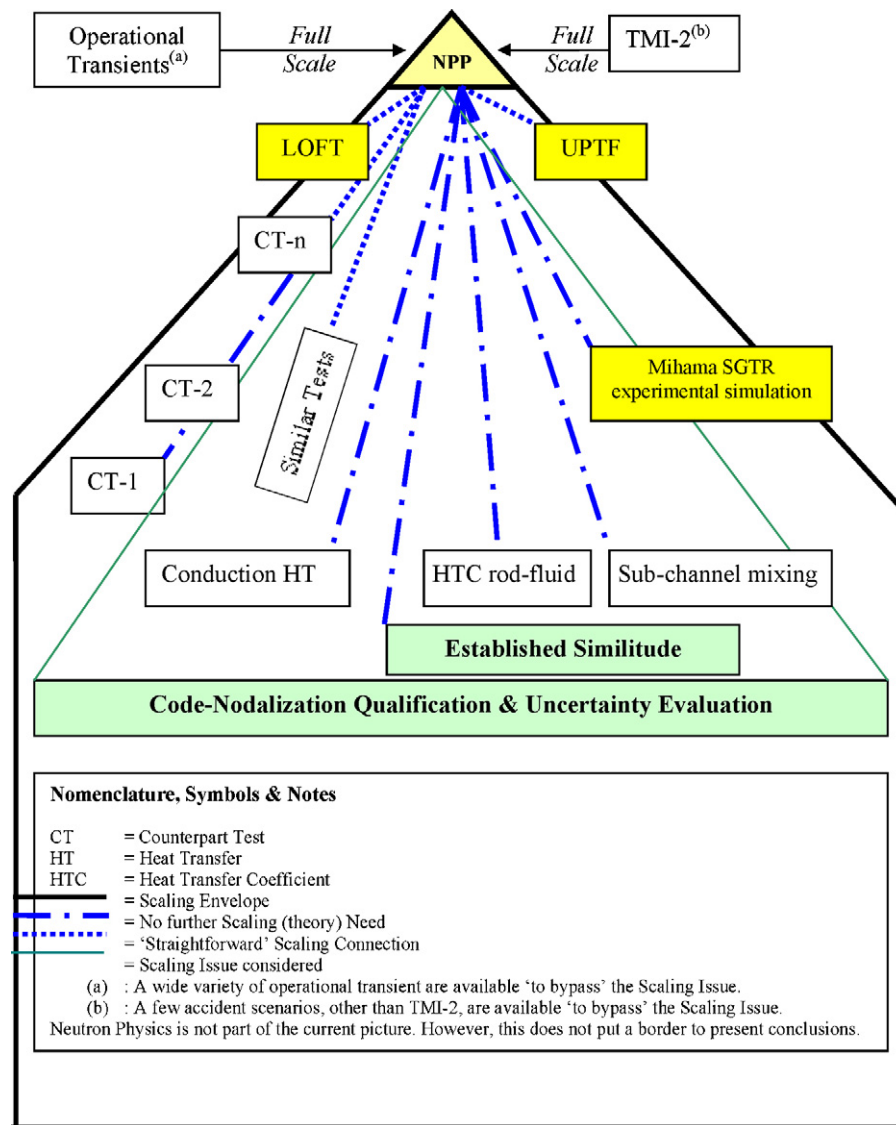 Operational
Transients(a)
Full
Scale
NPP
Full
Scale
TMI-2(b)
LOFT
UPTF
CT-n
CT-2
Similar Tests
Mihama SGTR
experimental simulation
CT-1
Conduction HT
HTC rod-fluid
Sub-channel mixing
Established Similitude
Code-Nodalization Qualification & Uncertainty Evaluation
Nomenclature, Symbols & Notes
CT = Counterpart Test
HT = Heat Transfer
HTC = Heat Transfer Coefficient
= Scaling Envelope
= No further Scaling (theory) Need
= ‘Straightforward’ Scaling Connection
= Scaling Issue considered
(a) : A wide variety of operational transient are available ‘to bypass’ the Scaling Issue.
(b) : A few accident scenarios, other than TMI-2, are available ‘to bypass’ the Scaling Issue.
Neutron Physics is not part of the current picture. However, this does not put a border to present conclusions.